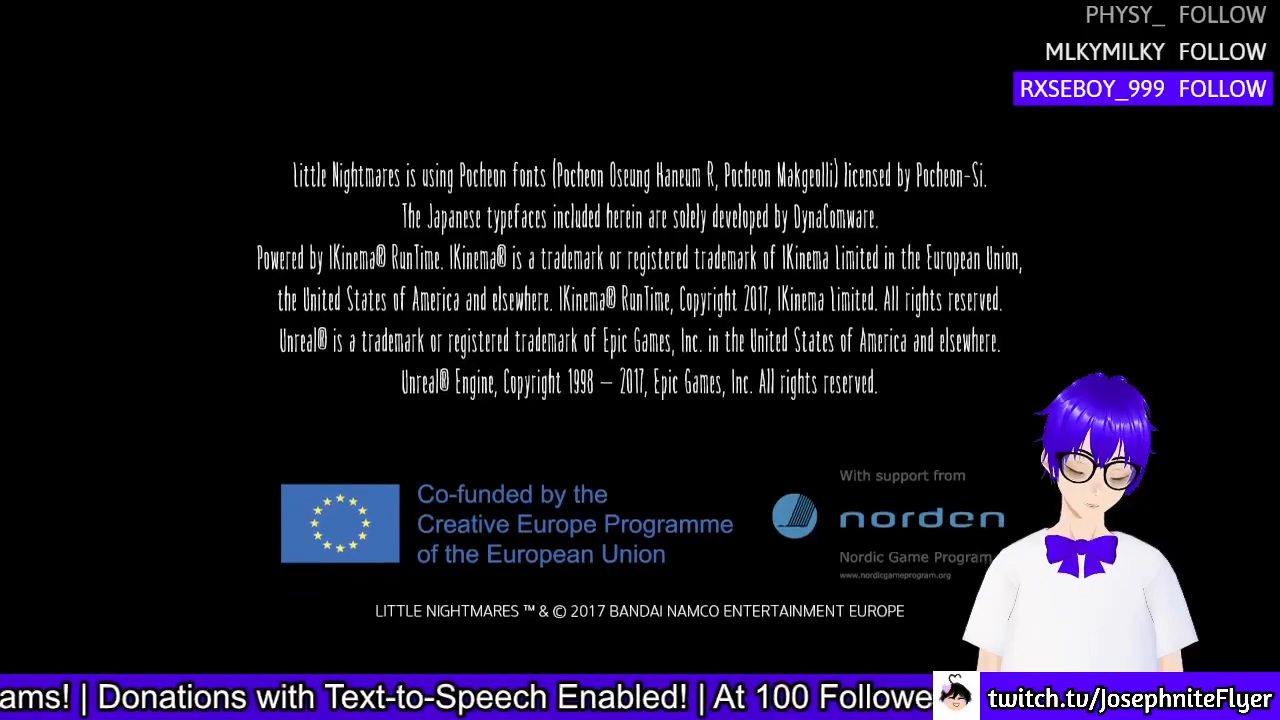 PHYSY_ FOLLOW
MLKYMILKY FOLLOW
RXSEBOY_999 FOLLOW
Little Nightmares is using Pocheon fonts (Pocheon Oseung Haneum R, Pocheon Makgeolli) licensed by Pocheon-Si.
The Japanese typefaces included herein are solely developed by DynaComware.
Powered by IKinema® RunTime. IKinema® is a trademark or registered trademark of IKinema Limited in the European Union,
the United States of America and elsewhere. IKinema® RunTime, Copyright 2017, IKinema Limited. All rights reserved.
Unreal® is a trademark or registered trademark of Epic Games, Inc. in the United States of America and elsewhere.
Unreal® Engine, Copyright 1998 – 2017, Epic Games, Inc. All rights reserved.
Co-funded by the
Creative Europe Programme
of the European Union
With support from
norden
Nordic Game Program
www.nordicgameprogram.org
LITTLE NIGHTMARES ™ & © 2017 BANDAI NAMCO ENTERTAINMENT EUROPE
ams! | Donations with Text-to-Speech Enabled! | At 100 Followe
twitch.tv/JosephniteFlyer